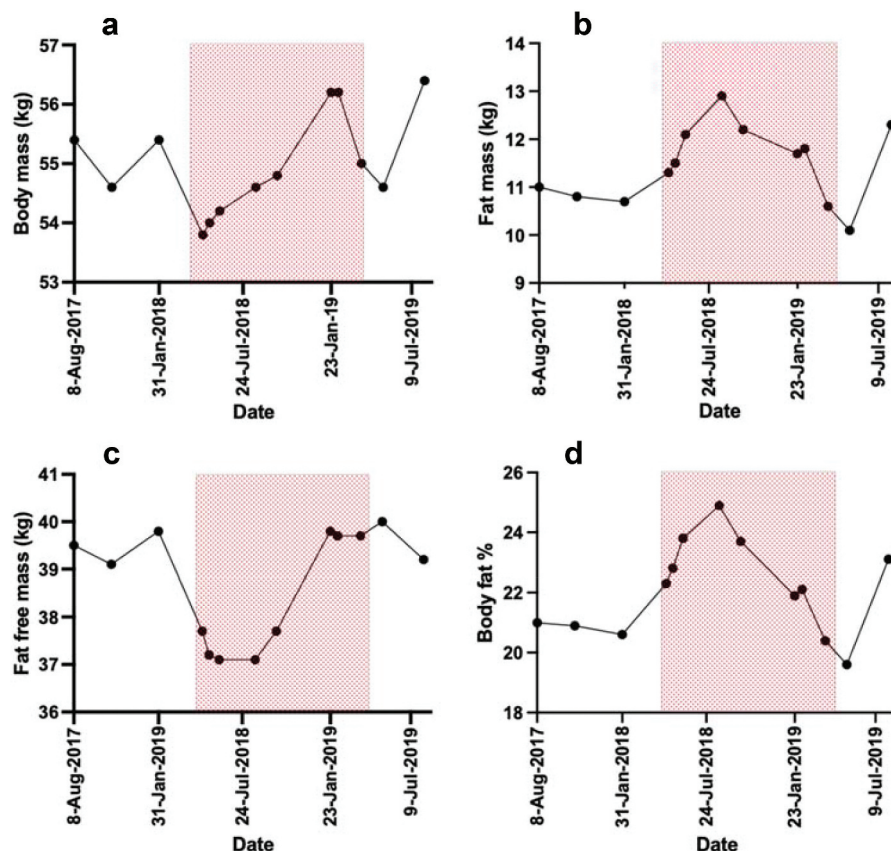 a
57
56
55
54
53
Body mass (kg)
8-Aug-2017
31-Jan-2018
24-Jul-2018
23-Jan-19
9-Jul-2019
Date
b
14
13
12
11
10
9
Fat mass (kg)
8-Aug-2017
31-Jan-2018
24-Jul-2018
23-Jan-2019
9-Jul-2019
Date
c
41
40
39
38
37
36
Fat free mass (kg)
8-Aug-2017
31-Jan-2019
24-Jul-2018
23-Jan-2019
9-Jul-2019
Date
d
26
24
22
20
18
Body fat %
8-Aug-2017
31-Jan-2018
24-Jul-2018
23-Jan-2019
9-Jul-2019
Date